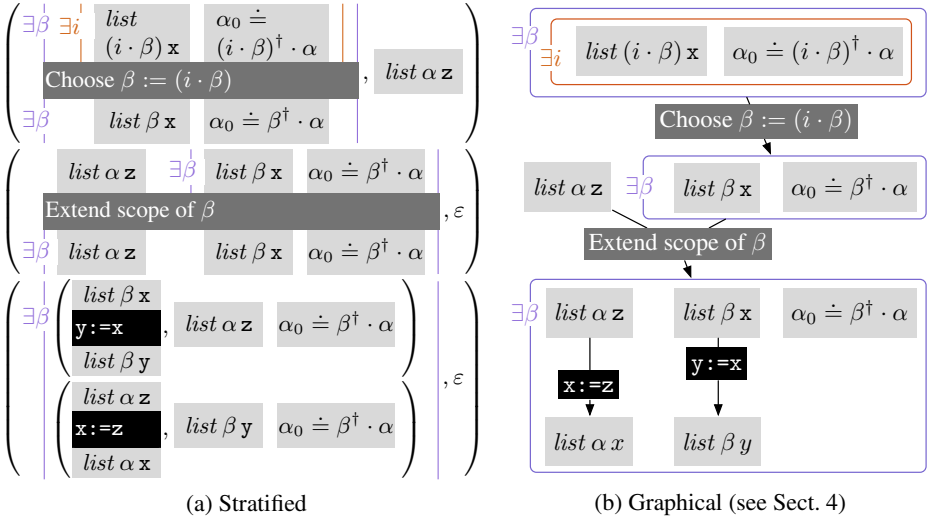 ∃β ∃i list α₀ ≐
(i · β) x (i · β)† · α
Choose β := (i · β) , list α z
∃β list β x α₀ ≐ β† · α
list α z ∃β list β x α₀ ≐ β† · α
Extend scope of β , ε
∃β list α z list β x α₀ ≐ β† · α
∃β list β x
y:=x , list α z α₀ ≐ β† · α
list β y
, ε
list α z
x:=z , list β y α₀ ≐ β† · α
list α x
(a) Stratified
∃β ∃i list (i · β) x α₀ ≐ (i · β)† · α
Choose β := (i · β)
list α z ∃β list β x α₀ ≐ β† · α
Extend scope of β
∃β list α z list β x α₀ ≐ β† · α
y:=x
x:=z
list α x list β y
(b) Graphical (see Sect. 4)